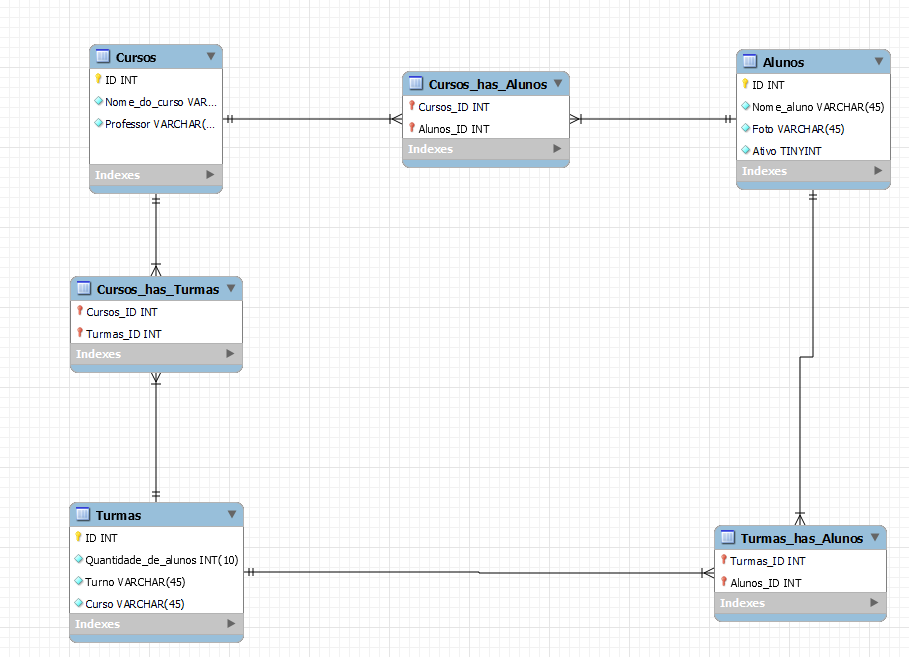 Cursos
ID INT
Nome_do_curso VAR...
Professor VARCHAR(...
Indexes
Cursos_has_Alunos
Cursos_ID INT
Alunos_ID INT
Indexes
Alunos
ID INT
Nome_aluno VARCHAR(45)
Foto VARCHAR(45)
Ativo TINYINT
Indexes
Cursos_has_Turmas
Cursos_ID INT
Turmas_ID INT
Indexes
Turmas
ID INT
Quantidade_de_alunos INT(10)
Turno VARCHAR(45)
Curso VARCHAR(45)
Indexes
Turmas_has_Alunos
Turmas_ID INT
Alunos_ID INT
Indexes